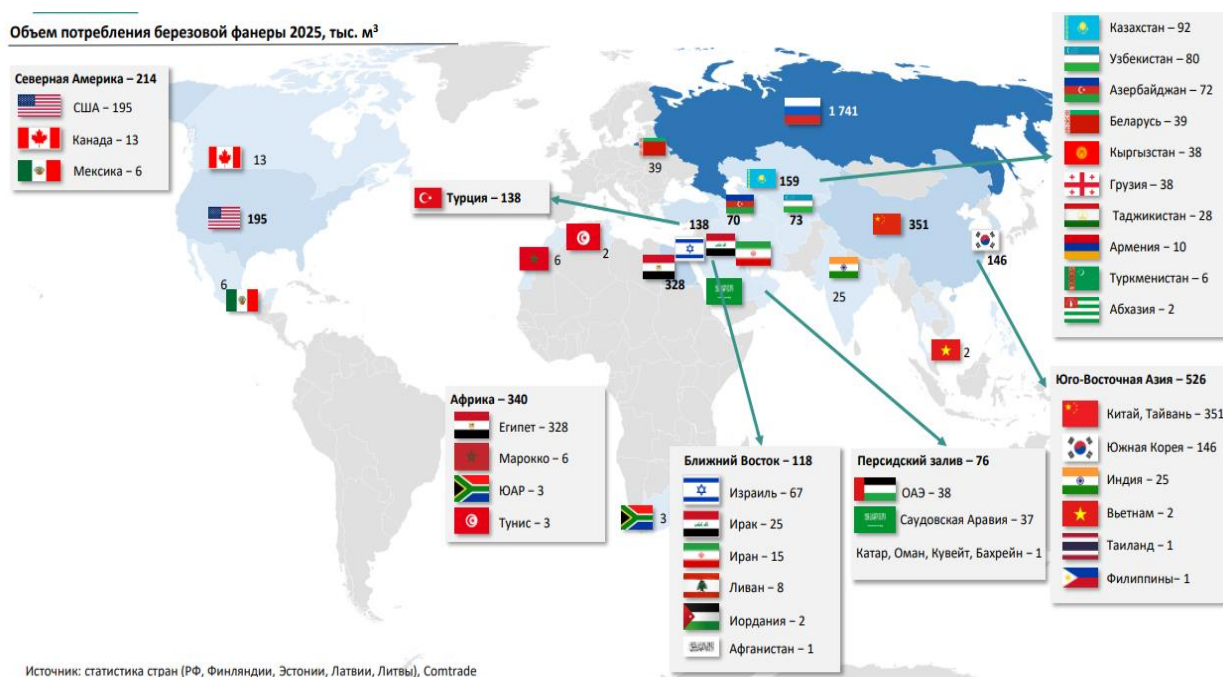 Объем потребления березовой фанеры 2025, тыс. м³
Северная Америка – 214
США – 195
Канада – 13
Мексика – 6
13
195
6
Турция – 138
39
1 741
159
138
70
73
351
146
6
2
328
25
2
3
Казахстан – 92
Узбекистан – 80
Азербайджан – 72
Беларусь – 39
Кыргызстан – 38
Грузия – 38
Таджикистан – 28
Армения – 10
Туркменистан – 6
Абхазия – 2
Африка – 340
Египет – 328
Марокко – 6
ЮАР – 3
Тунис – 3
Ближний Восток – 118
Израиль – 67
Ирак – 25
Иран – 15
Ливан – 8
Иордания – 2
Афганистан – 1
Персидский залив – 76
ОАЭ – 38
Саудовская Аравия – 37
Катар, Оман, Кувейт, Бахрейн – 1
Юго-Восточная Азия – 526
Китай, Тайвань – 351
Южная Корея – 146
Индия – 25
Вьетнам – 2
Таиланд – 1
Филиппины– 1
Источник: статистика стран (РФ, Финляндии, Эстонии, Латвии, Литвы), Comtrade